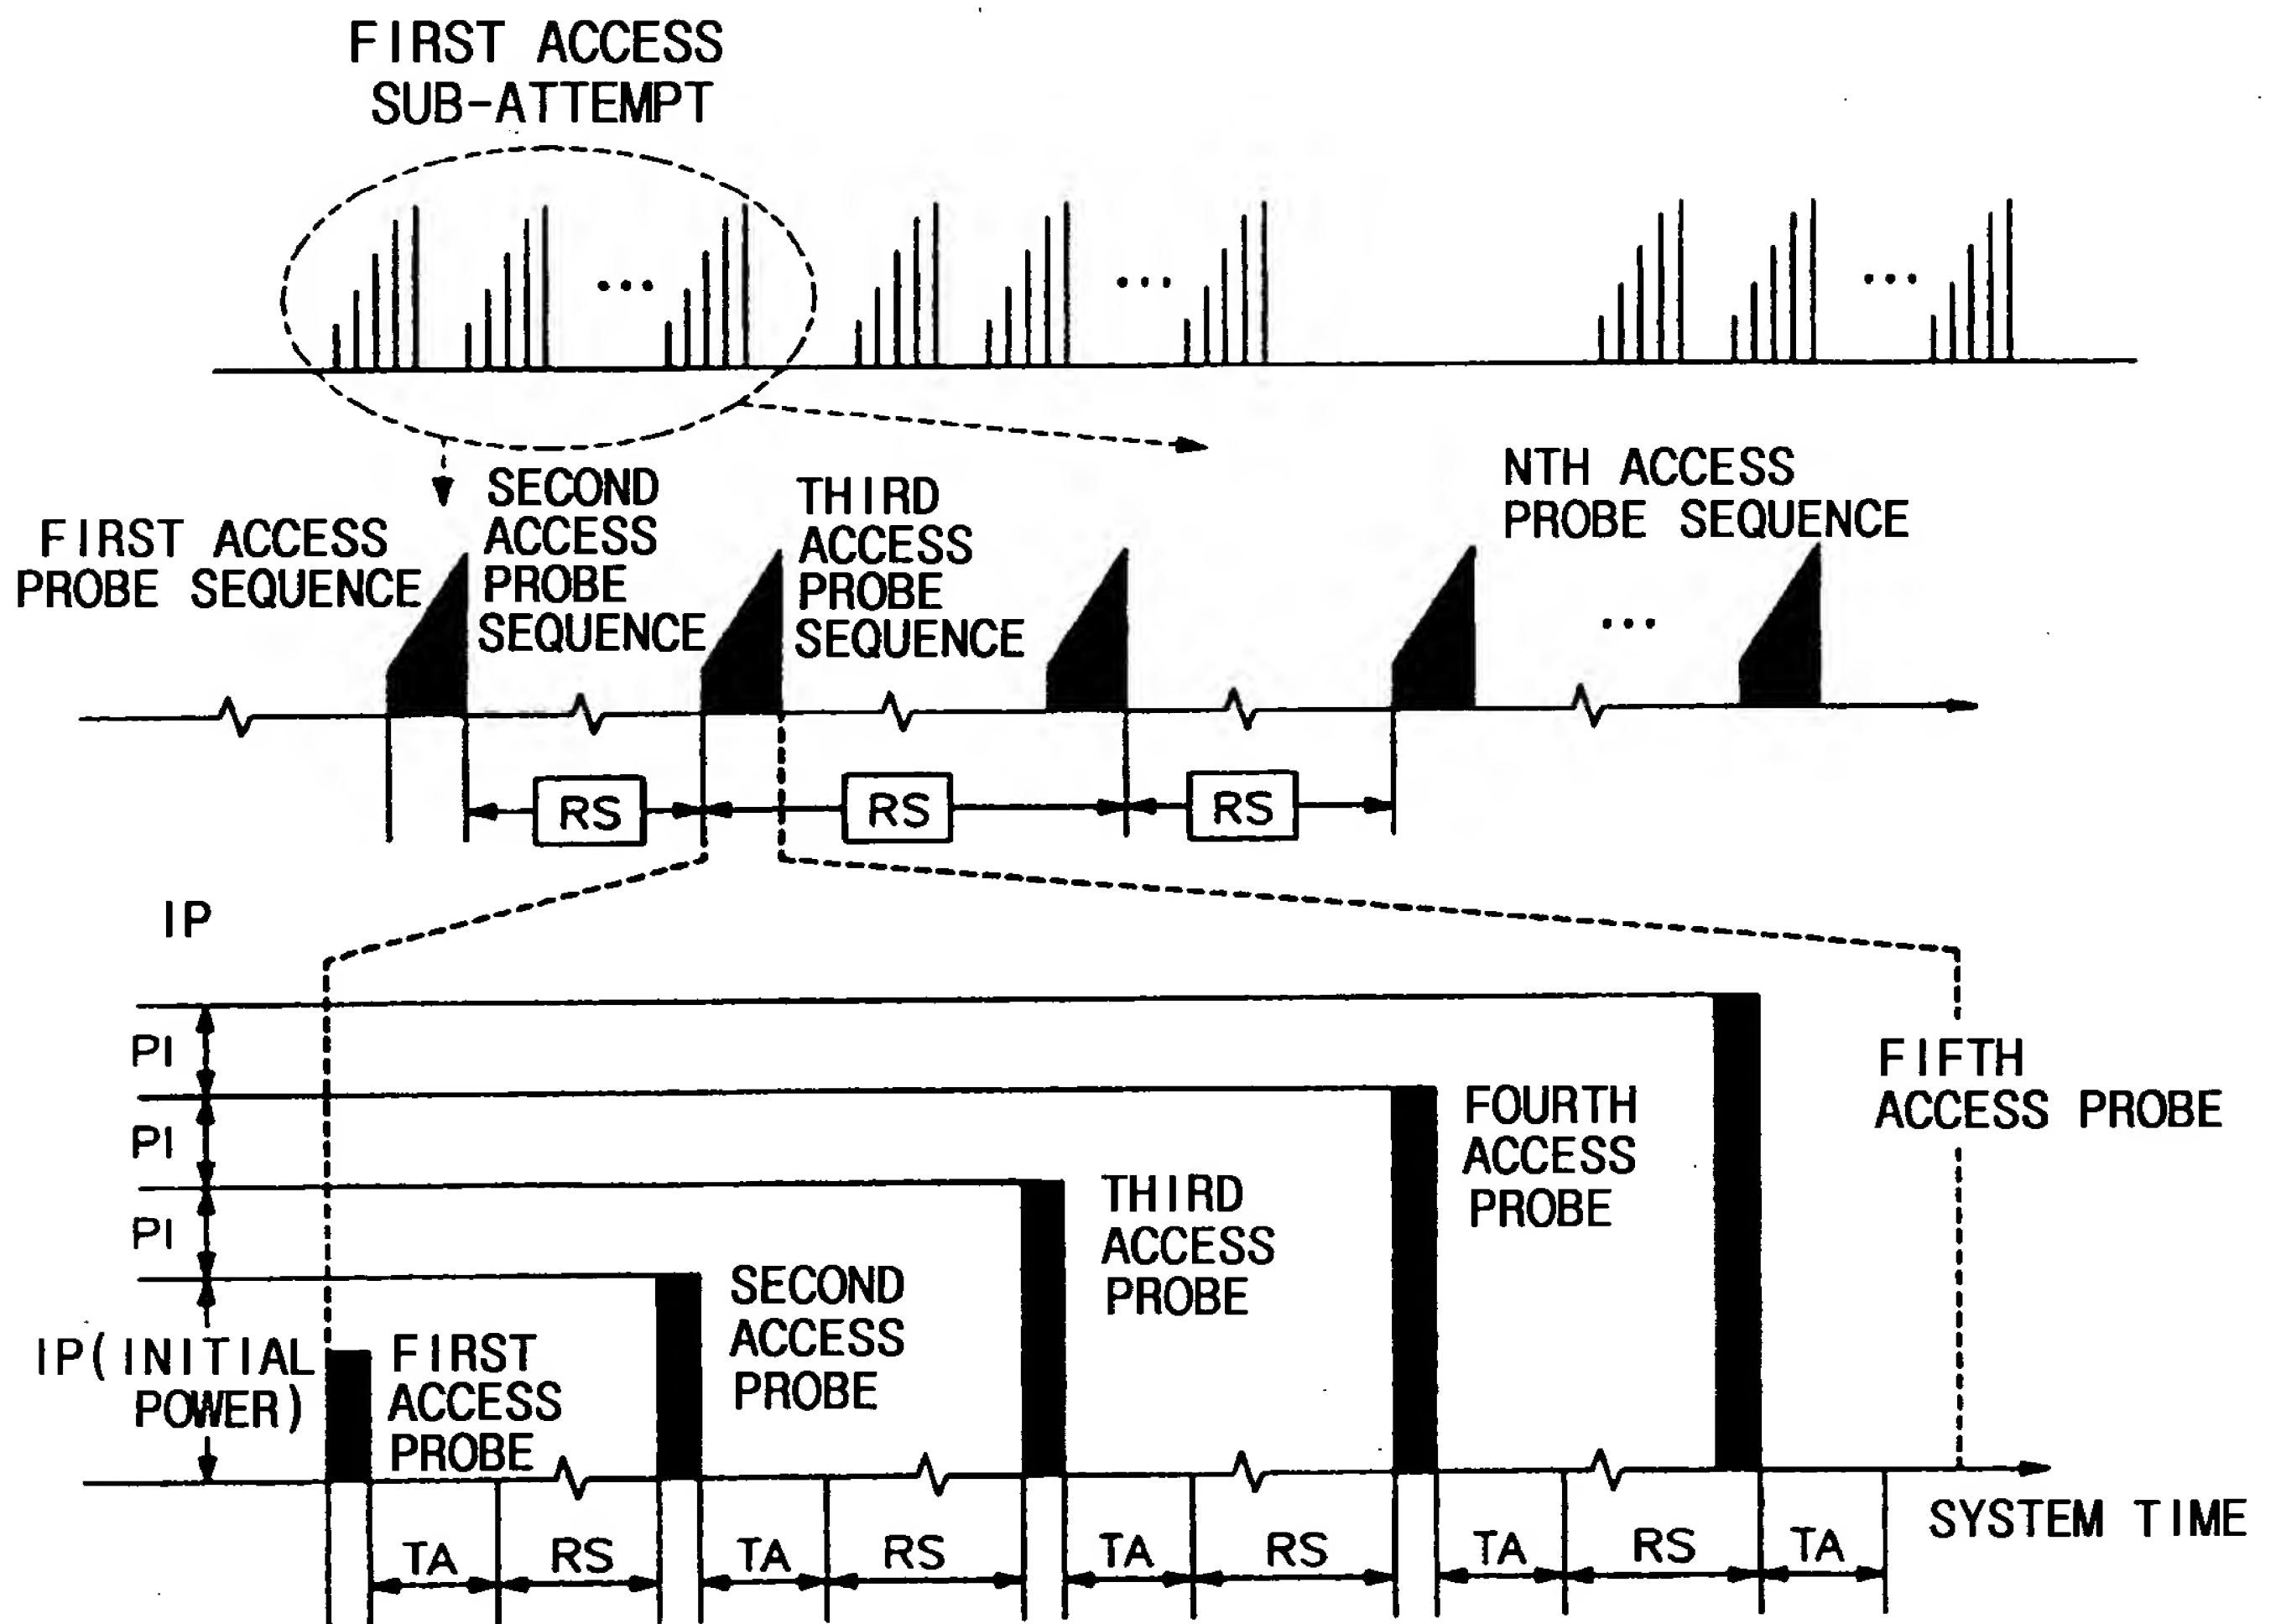 FIRST ACCESS
SUB-ATTEMPT
...
...
...
FIRST ACCESS
PROBE SEQUENCE
SECOND
ACCESS
PROBE
SEQUENCE
THIRD
ACCESS
PROBE
SEQUENCE
NTH ACCESS
PROBE SEQUENCE
...
RS
RS
RS
IP
PI
PI
PI
IP(INITIAL
POWER)
FIRST
ACCESS
PROBE
SECOND
ACCESS
PROBE
THIRD
ACCESS
PROBE
FOURTH
ACCESS
PROBE
FIFTH
ACCESS PROBE
SYSTEM TIME
TA
RS
TA
RS
TA
RS
TA
RS
TA